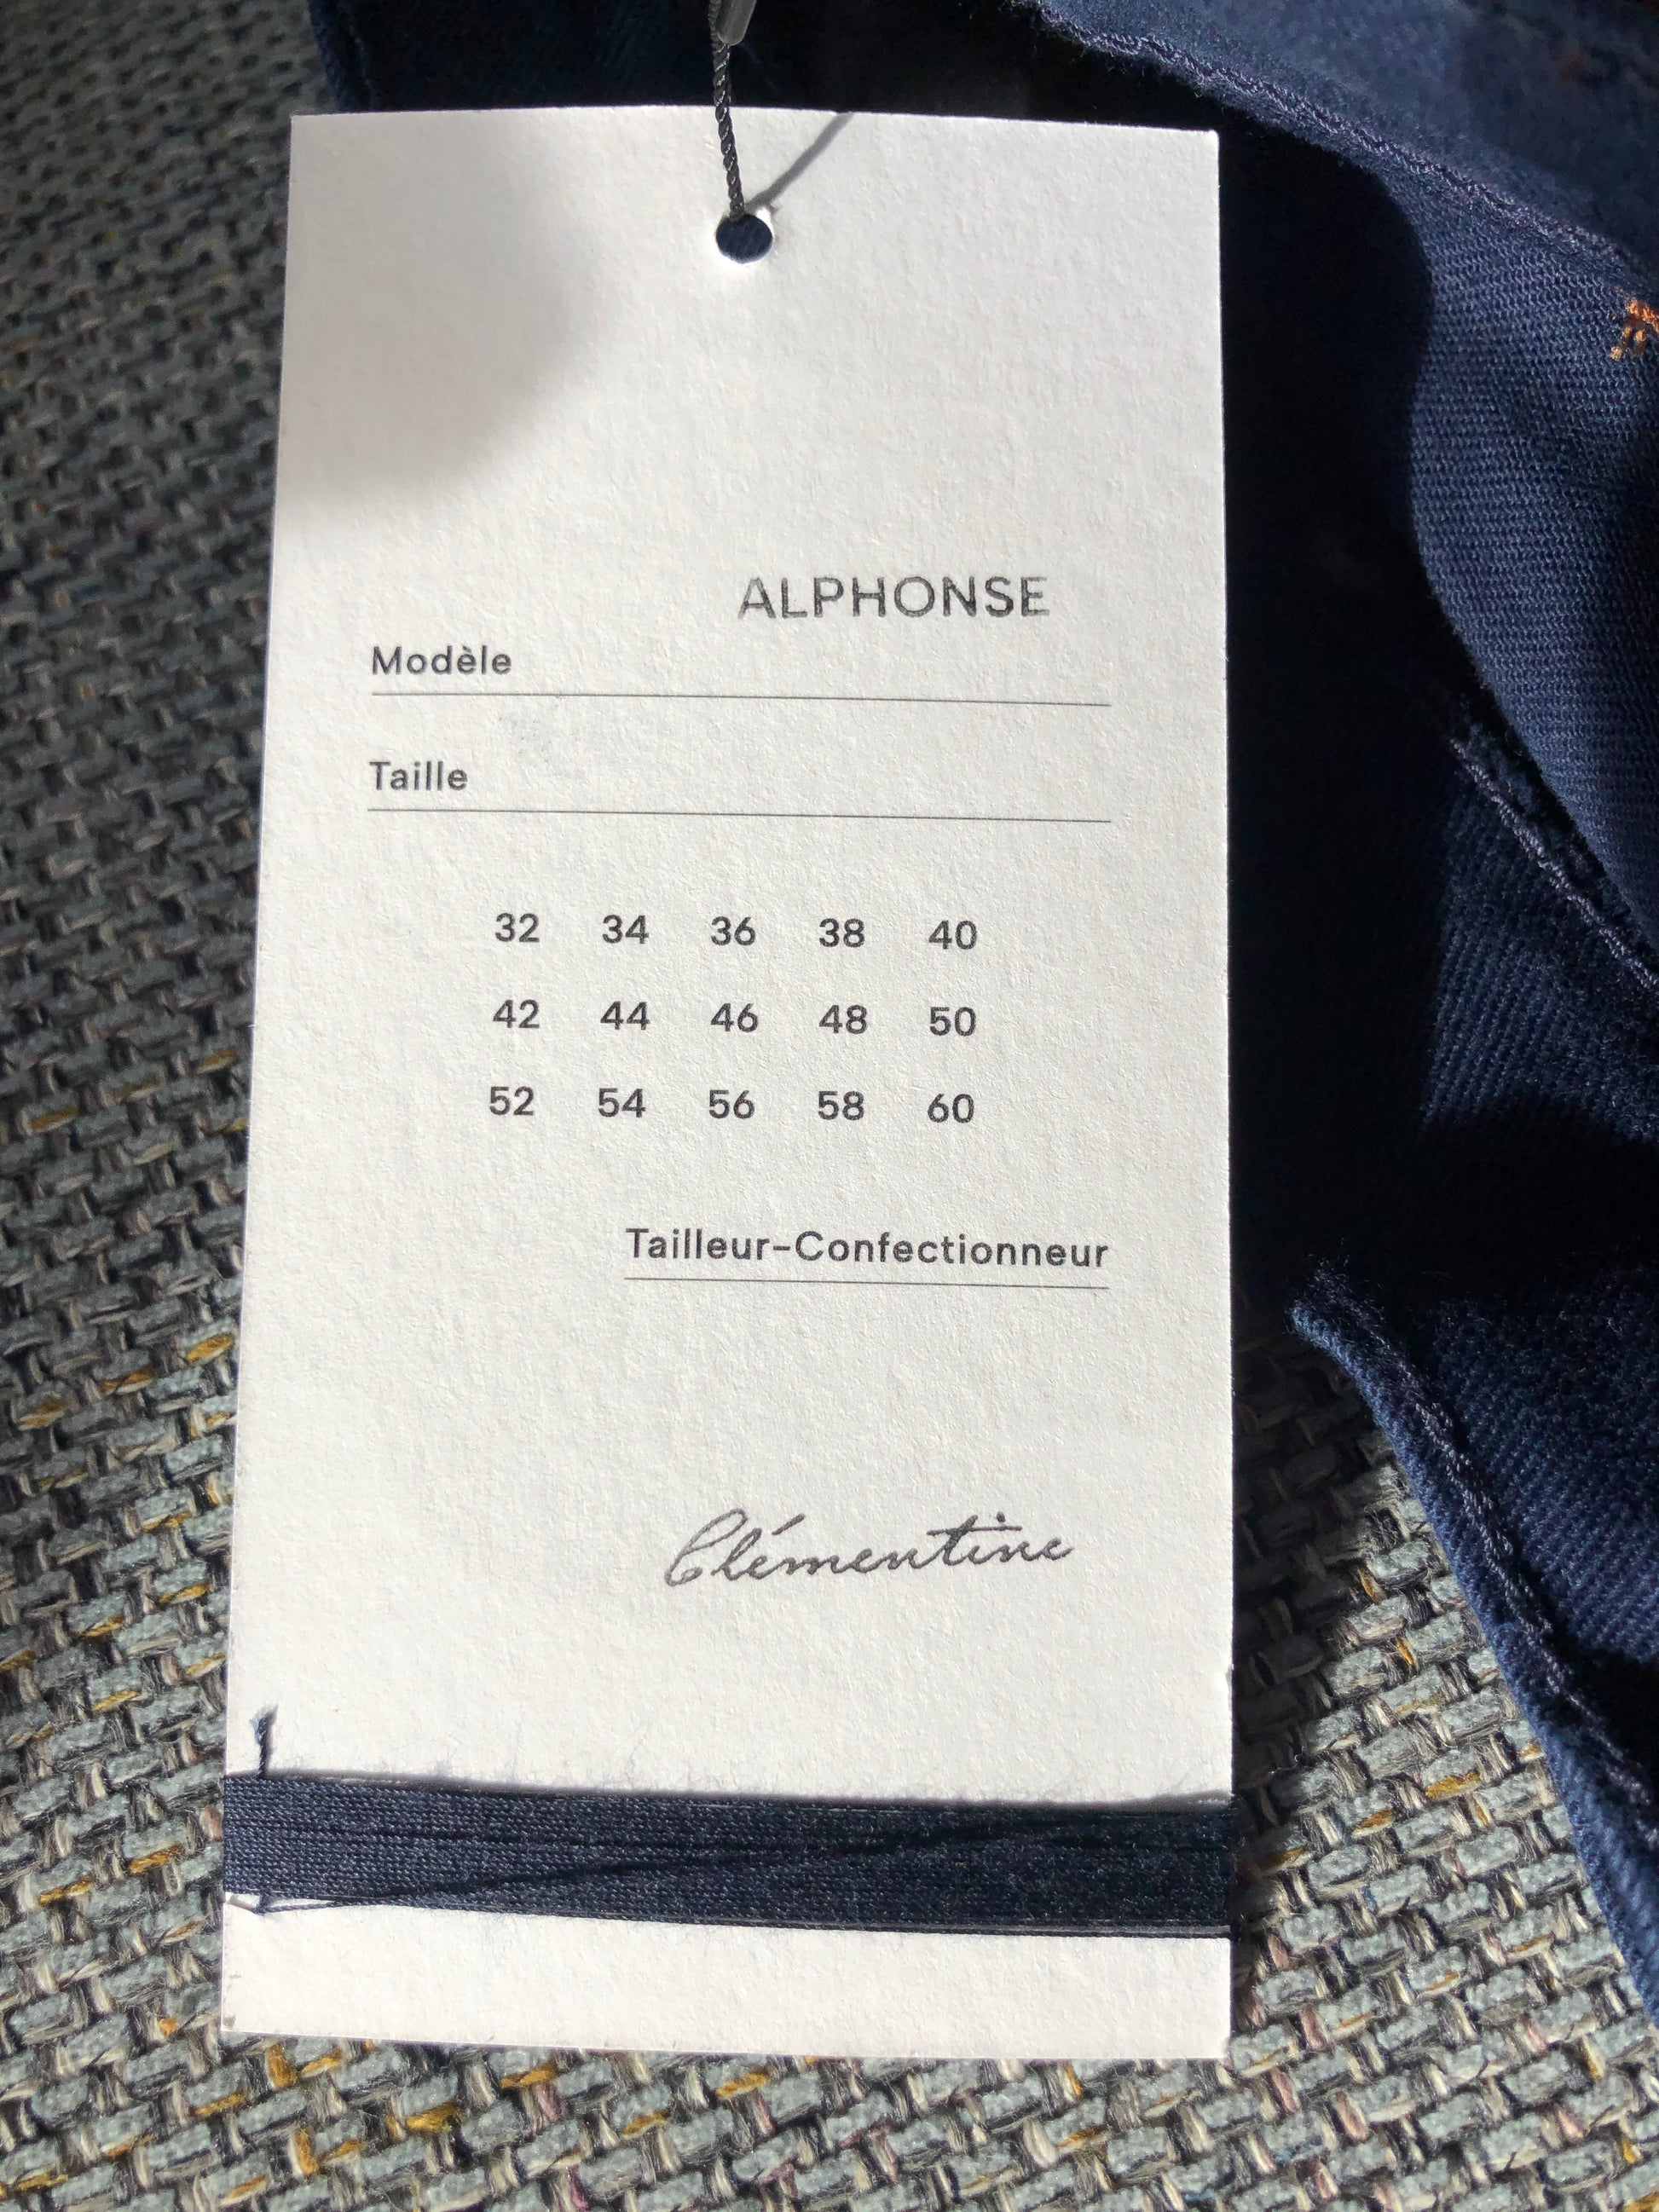 ALPHONSE
Modèle
Taille
32 34 36 38 40
42 44 46 48 50
52 54 56 58 60
Tailleur-Confectionneur
Clémentine